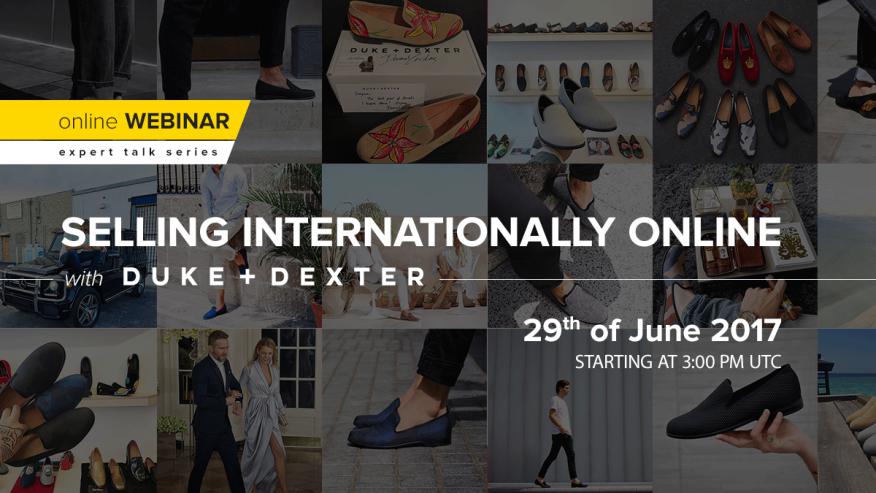 online WEBINAR
expert talk series
SELLING INTERNATIONALLY ONLINE
with DUKE + DEXTER
29th of June 2017
STARTING AT 3:00 PM UTC
DUKE + DEXTER